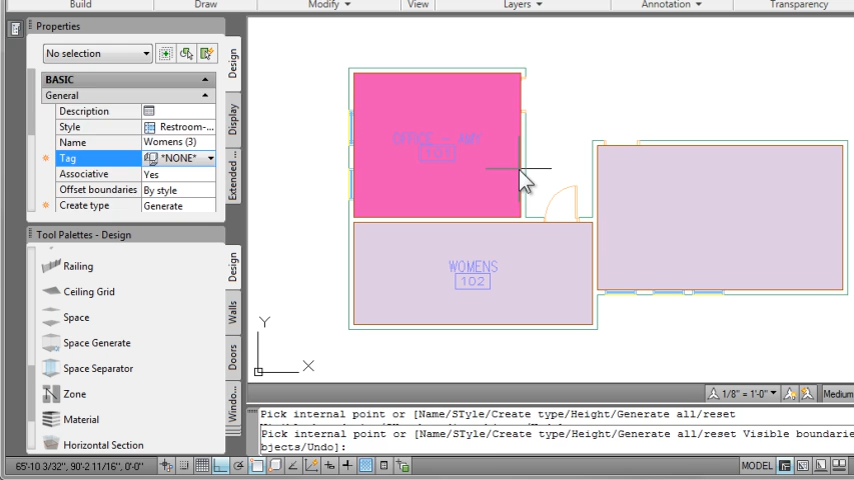 Build Draw Modify View Layers Annotation Transparency
Properties
No selection
BASIC
General
Description
Style Restroom-...
Name Womens (3)
Tag *NONE*
Associative Yes
Offset boundaries By style
Create type Generate
Design
Display
Extended ...
Tool Palettes - Design
Railing
Ceiling Grid
Space
Space Generate
Space Separator
Zone
Material
Horizontal Section
Design
Walls
Doors
Windo...
OFFICE - AMY
101
WOMENS
102
Y
X
1/8" = 1'-0" Medium
Pick internal point or [Name/STyle/Create type/Height/Generate all/reset
Pick internal point or [Name/STyle/Create type/Height/Generate all/reset Visible boundarie
bjects/Undo]:
65'-10 3/32", 90'-2 11/16", 0'-0" MODEL